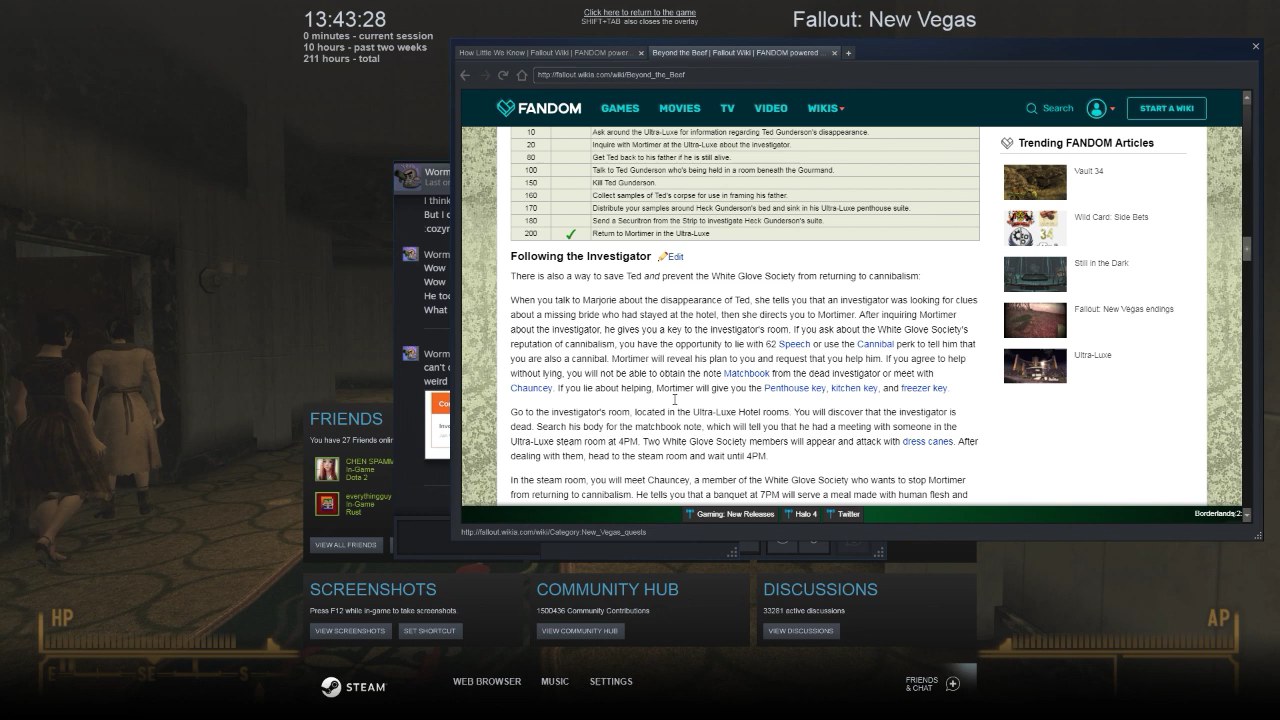 13:43:28
0 minutes - current session
10 hours - past two weeks
211 hours - total
Click here to return to the game
SHIFT+TAB also closes the overlay
Fallout: New Vegas
How Little We Know | Fallout Wiki | FANDOM power... ×
Beyond the Beef | Fallout Wiki | FANDOM powered ... ×
+
http://fallout.wikia.com/wiki/Beyond_the_Beef
FANDOM
GAMES
MOVIES
TV
VIDEO
WIKIS
Search
START A WIKI
10 Ask around the Ultra-Luxe for information regarding Ted Gunderson's disappearance.
20 Inquire with Mortimer at the Ultra-Luxe about the investigator.
80 Get Ted back to his father if he is still alive.
100 Talk to Ted Gunderson who's being held in a room beneath the Gourmand.
150 Kill Ted Gunderson.
160 Collect samples of Ted's corpse for use in framing his father.
170 Distribute your samples around Heck Gunderson's bed and sink in his Ultra-Luxe penthouse suite.
180 Send a Securitron from the Strip to investigate Heck Gunderson's suite.
200 ✓ Return to Mortimer in the Ultra-Luxe
Following the Investigator Edit
There is also a way to save Ted and prevent the White Glove Society from returning to cannibalism:
When you talk to Marjorie about the disappearance of Ted, she tells you that an investigator was looking for clues
about a missing bride who had stayed at the hotel, then she directs you to Mortimer. After inquiring Mortimer
about the investigator, he gives you a key to the investigator's room. If you ask about the White Glove Society's
reputation of cannibalism, you have the opportunity to lie with 62 Speech or use the Cannibal perk to tell him that
you are also a cannibal. Mortimer will reveal his plan to you and request that you help him. If you agree to help
without lying, you will not be able to obtain the note Matchbook from the dead investigator or meet with
Chauncey. If you lie about helping, Mortimer will give you the Penthouse key, kitchen key, and freezer key.
Go to the investigator's room, located in the Ultra-Luxe Hotel rooms. You will discover that the investigator is
dead. Search his body for the matchbook note, which will tell you that he had a meeting with someone in the
Ultra-Luxe steam room at 4PM. Two White Glove Society members will appear and attack with dress canes. After
dealing with them, head to the steam room and wait until 4PM.
In the steam room, you will meet Chauncey, a member of the White Glove Society who wants to stop Mortimer
from returning to cannibalism. He tells you that a banquet at 7PM will serve a meal made with human flesh and
Trending FANDOM Articles
Vault 34
Wild Card: Side Bets
Still in the Dark
Fallout: New Vegas endings
Ultra-Luxe
Gaming: New Releases
Halo 4
Twitter
Borderlands 2:
http://fallout.wikia.com/wiki/Category:New_Vegas_quests
Worm
Last o
I think
But I c
:cozyr
Worm
Wow
Wow
He too
What
Worm
can't c
weird
Co
Inve
FRIENDS
You have 27 Friends onlin
CHEN SPAMM
In-Game
Dota 2
everythingguy
In-Game
Rust
VIEW ALL FRIENDS
SCREENSHOTS
Press F12 while in-game to take screenshots.
VIEW SCREENSHOTS
SET SHORTCUT
COMMUNITY HUB
1500436 Community Contributions
VIEW COMMUNITY HUB
DISCUSSIONS
33281 active discussions
VIEW DISCUSSIONS
HP
AP
E
SE
S
STEAM
WEB BROWSER
MUSIC
SETTINGS
FRIENDS
& CHAT